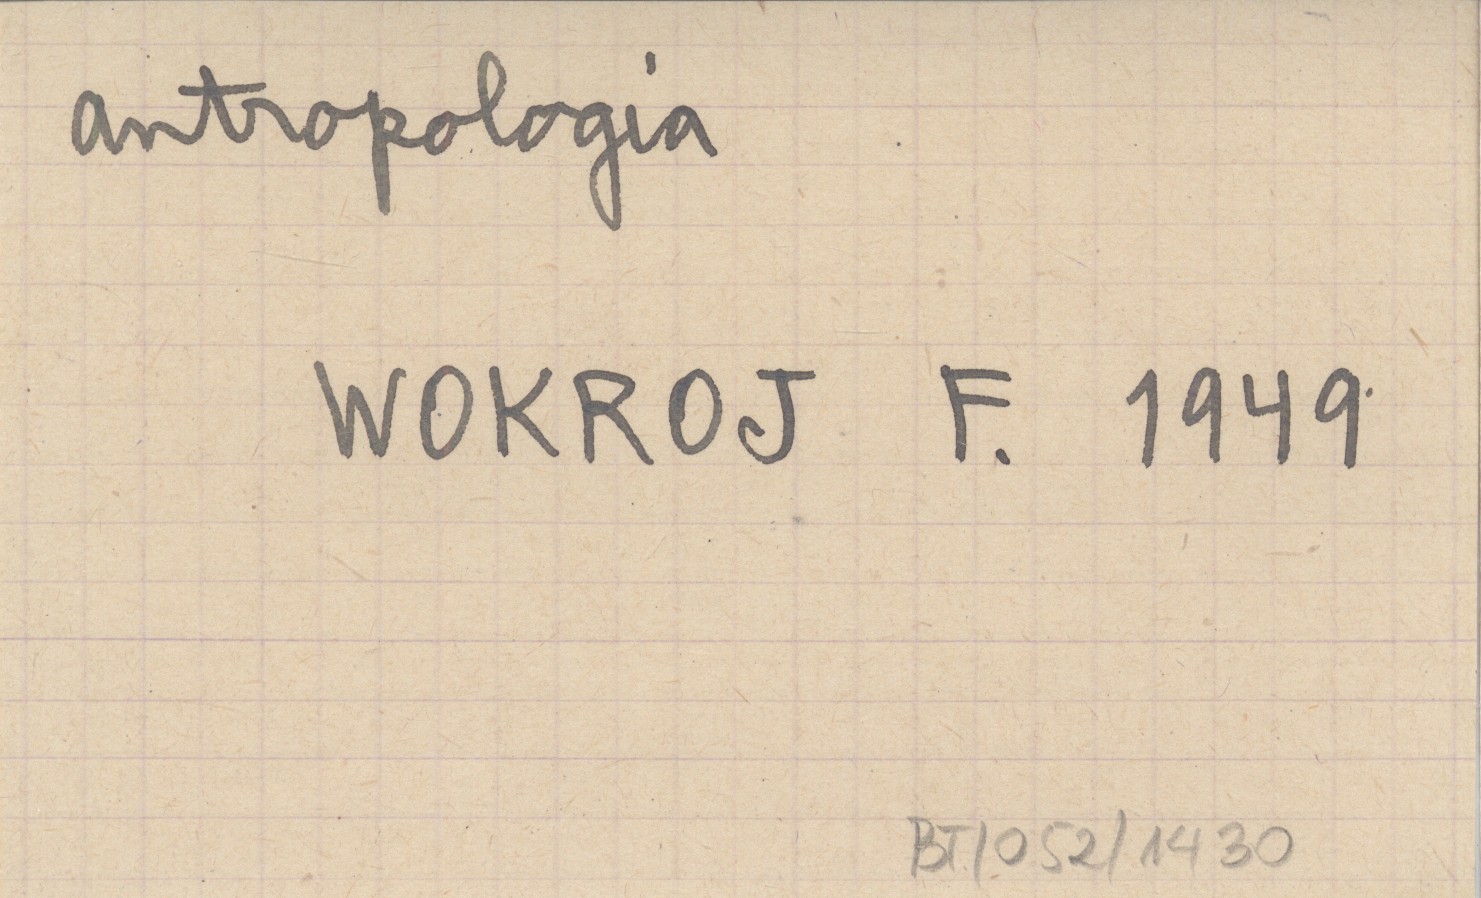 antropologia
WOKROJ F. 1949
BT/052/1430